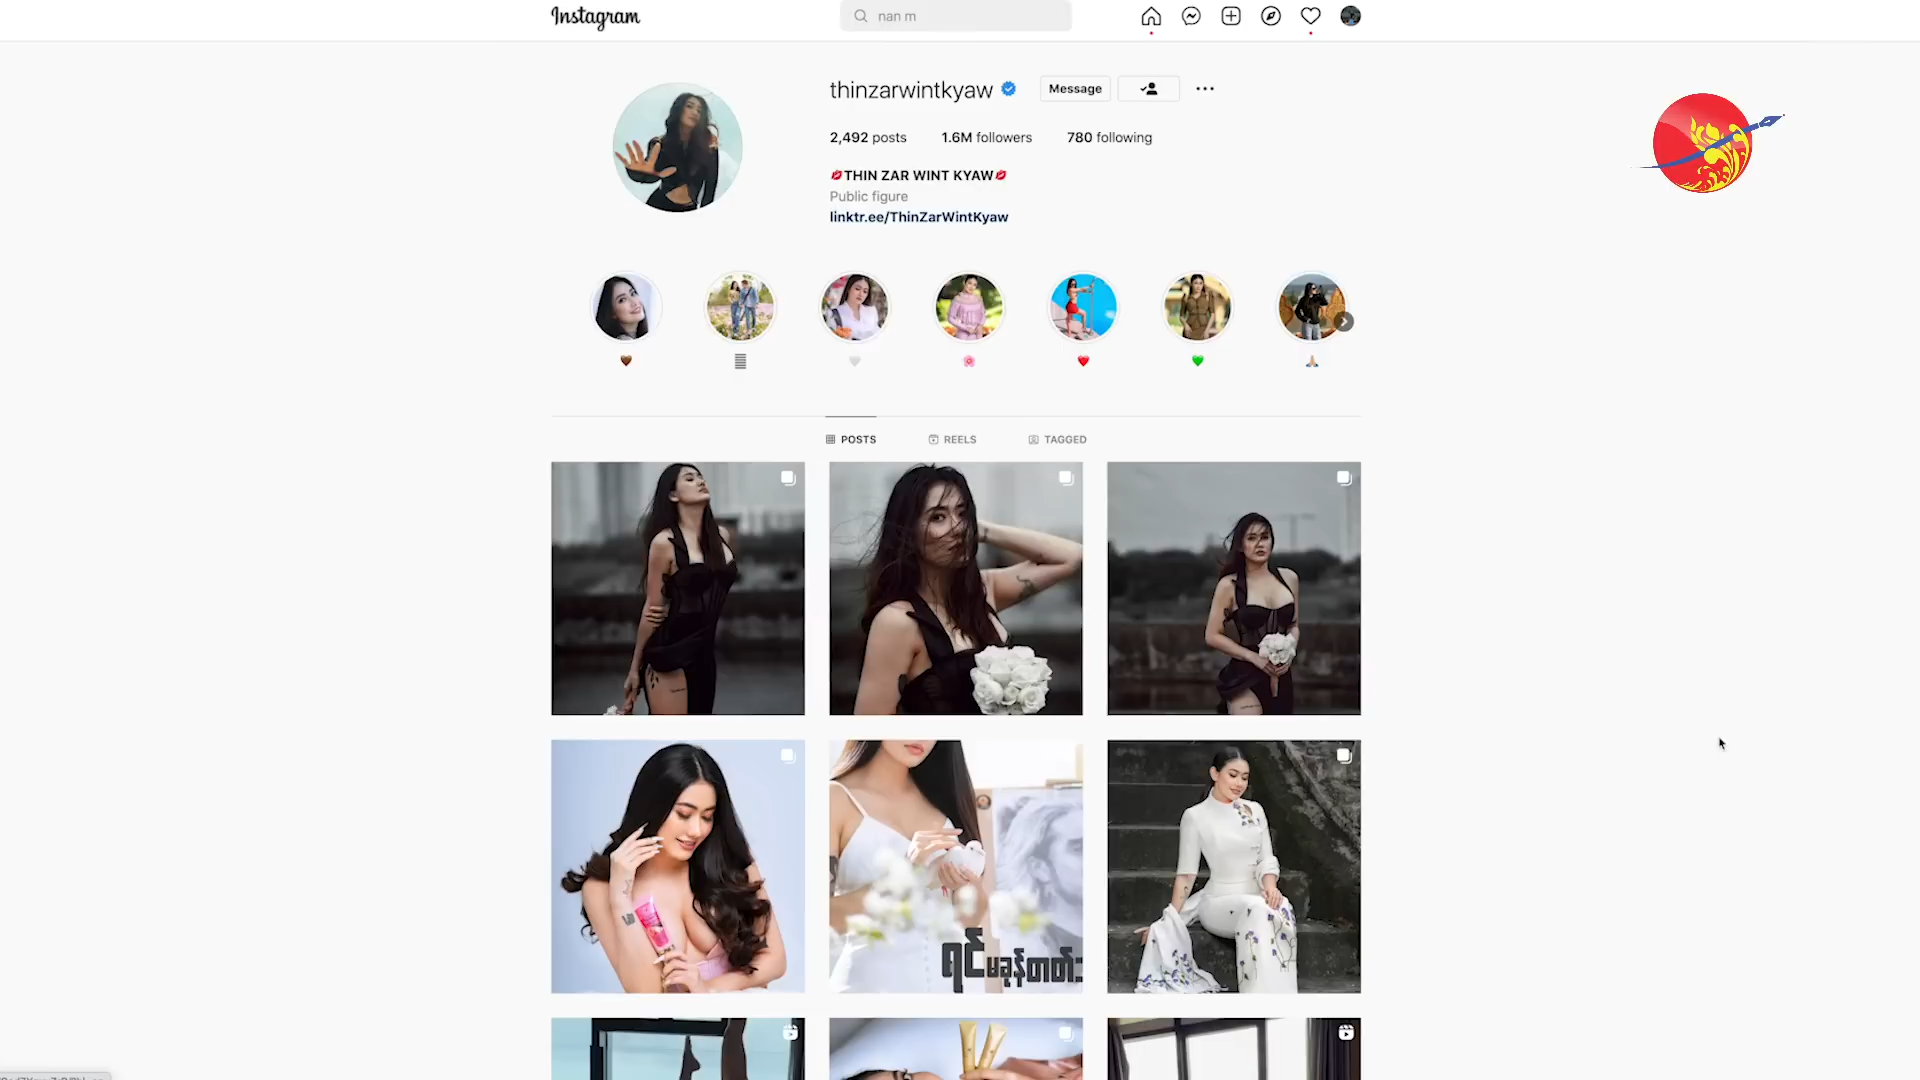 Instagram
nan m
thinzarwintkyaw
Message
2,492 posts 1.6M followers 780 following
💋THIN ZAR WINT KYAW💋
Public figure
linktr.ee/ThinZarWintKyaw
POSTS REELS TAGGED
ရင်မခုန်တတ်